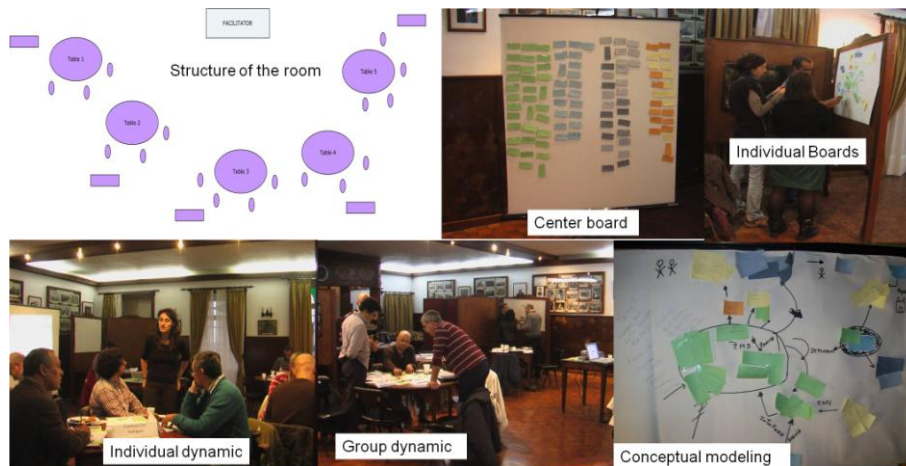 FACILITATOR
Table 1
Structure of the room
Table 5
Table 2
Table 4
Table 3
Individual Boards
Center board
Individual dynamic
Group dynamic
Conceptual modeling